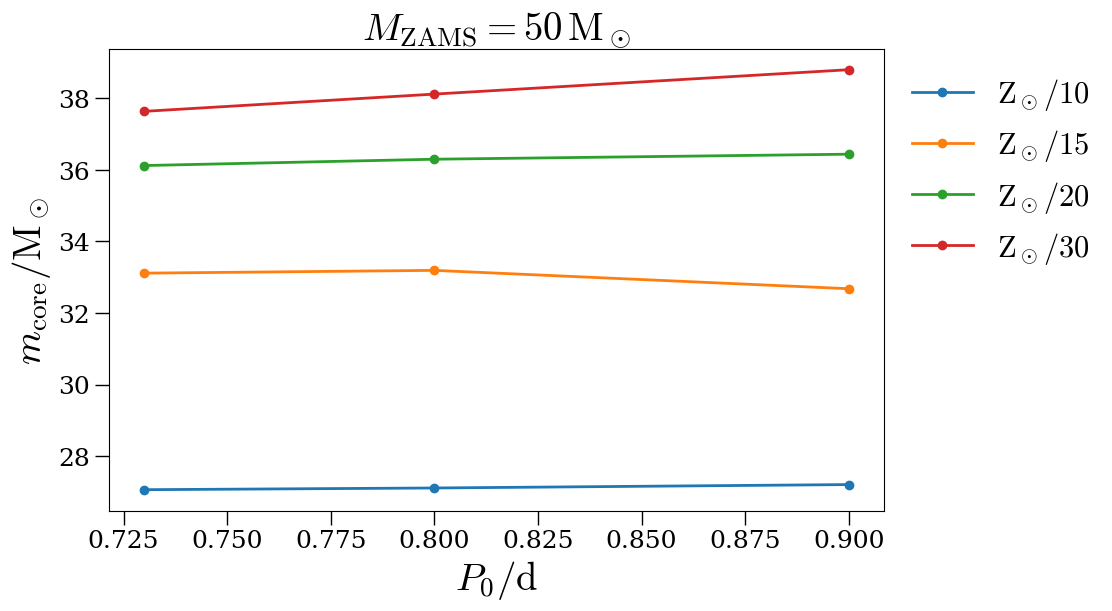 M_ZAMS = 50 M_⊙
m_core/M_⊙
38
36
34
32
30
28
0.725 0.750 0.775 0.800 0.825 0.850 0.875 0.900
P_0/d
Z_⊙/10
Z_⊙/15
Z_⊙/20
Z_⊙/30